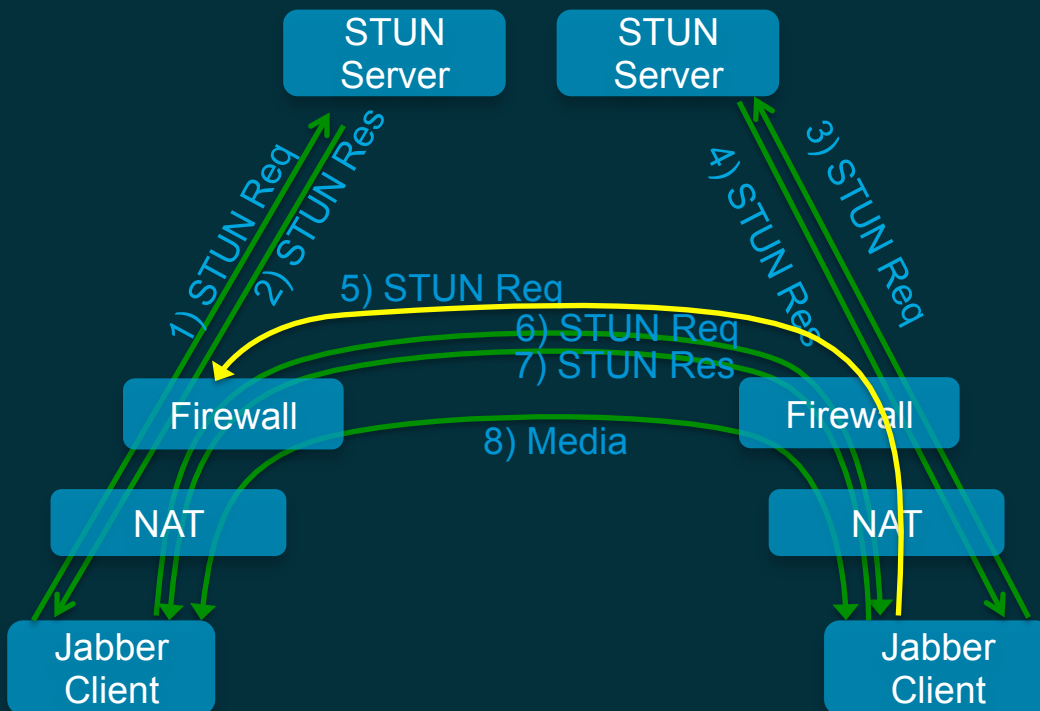 STUN
Server
STUN
Server
1) STUN Req
2) STUN Res
4) STUN Res
3) STUN Req
5) STUN Req
6) STUN Req
7) STUN Res
Firewall
Firewall
8) Media
NAT
NAT
Jabber
Client
Jabber
Client